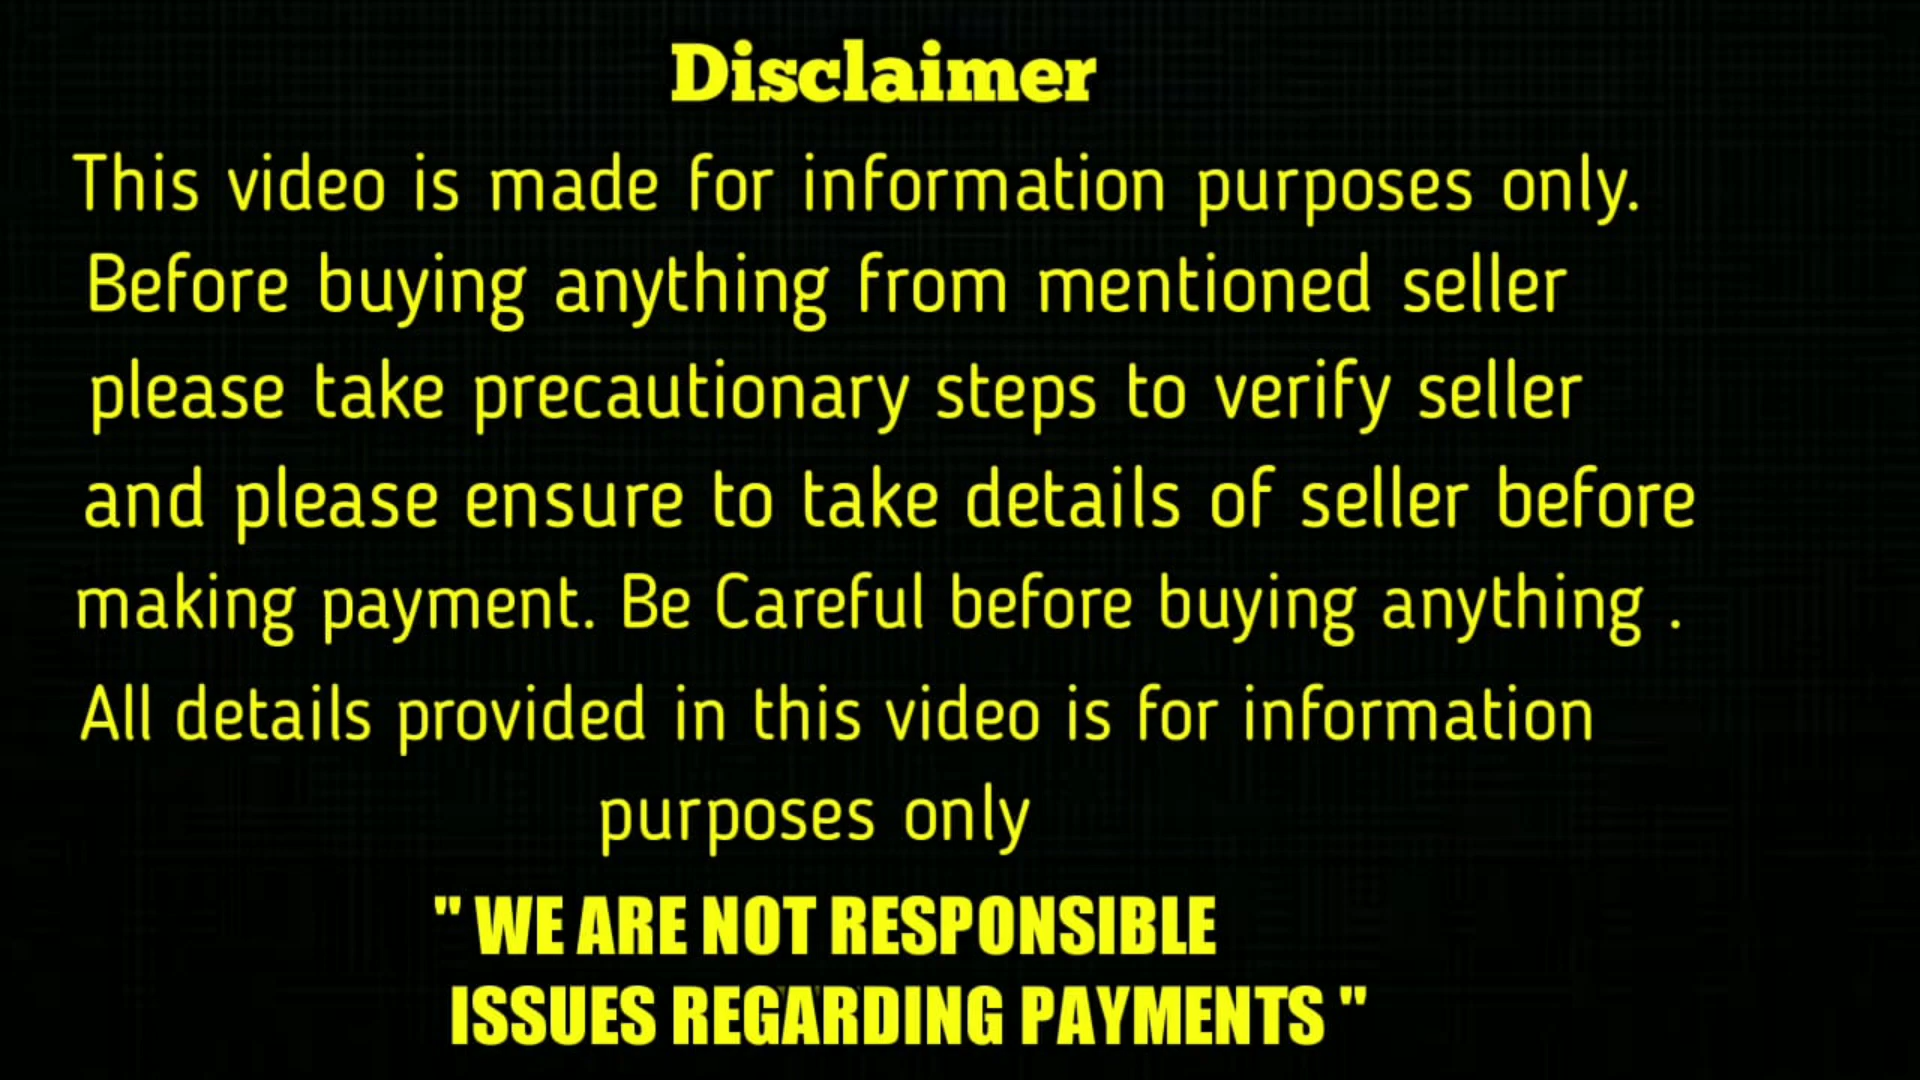 Disclaimer
This video is made for information purposes only.
Before buying anything from mentioned seller
please take precautionary steps to verify seller
and please ensure to take details of seller before
making payment. Be Careful before buying anything .
All details provided in this video is for information
purposes only
" WE ARE NOT RESPONSIBLE
ISSUES REGARDING PAYMENTS "